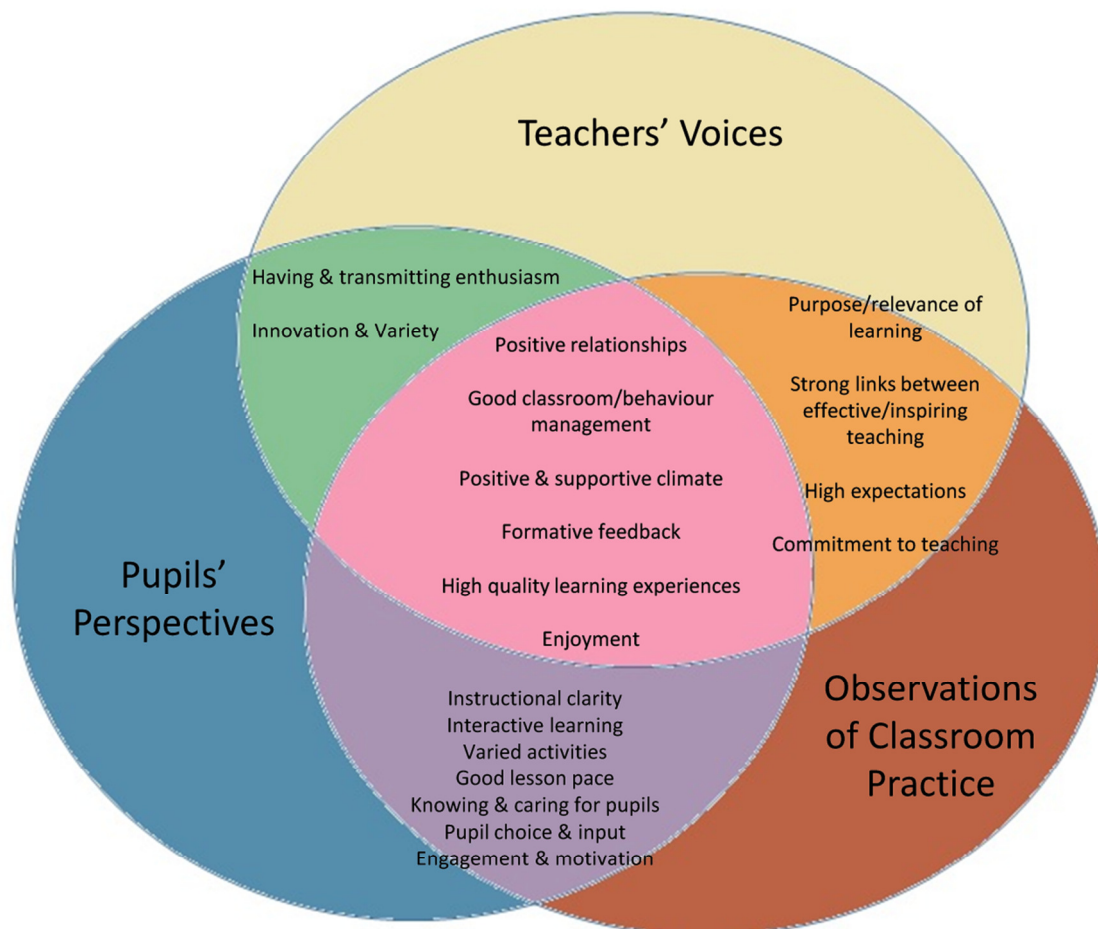 Teachers' Voices
Having & transmitting enthusiasm
Innovation & Variety
Purpose/relevance of
learning
Strong links between
effective/inspiring
teaching
High expectations
Commitment to teaching
Positive relationships
Good classroom/behaviour
management
Positive & supportive climate
Formative feedback
High quality learning experiences
Enjoyment
Pupils'
Perspectives
Observations
of Classroom
Practice
Instructional clarity
Interactive learning
Varied activities
Good lesson pace
Knowing & caring for pupils
Pupil choice & input
Engagement & motivation